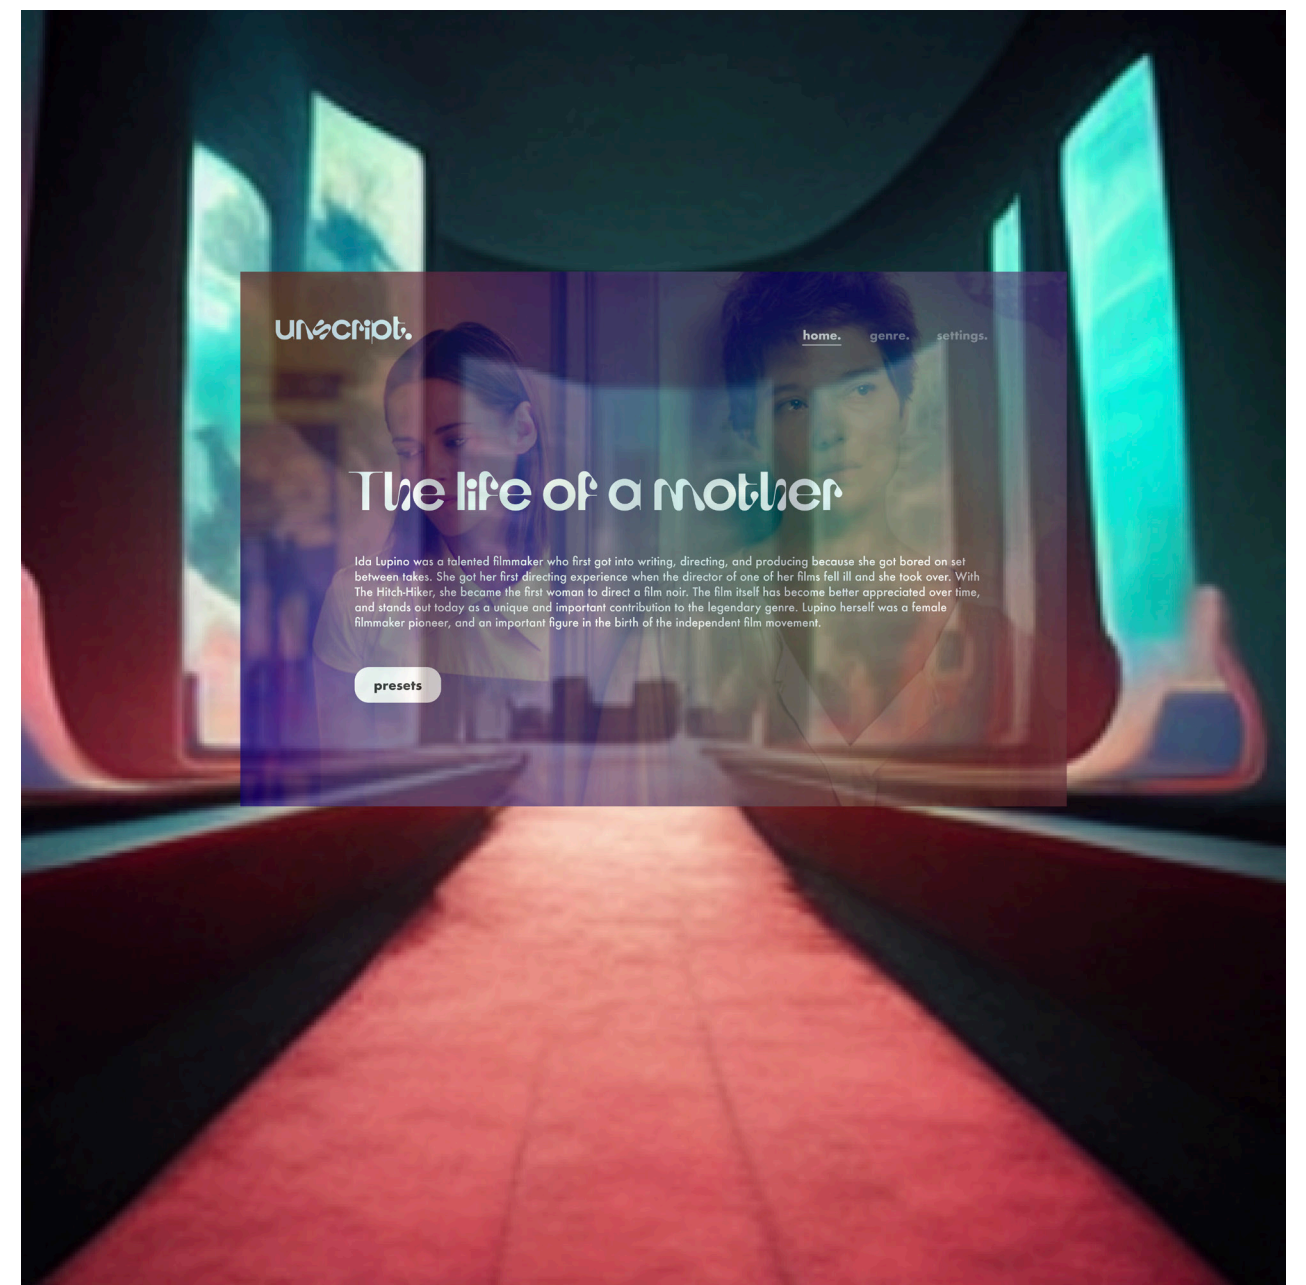 unscript.
home. genre. settings.
The life of a mother
Ida Lupino was a talented filmmaker who first got into writing, directing, and producing because she got bored on set
between takes. She got her first directing experience when the director of one of her films fell ill and she took over. With
The Hitch-Hiker, she became the first woman to direct a film noir. The film itself has become better appreciated over time,
and stands out today as a unique and important contribution to the legendary genre. Lupino herself was a female
filmmaker pioneer, and an important figure in the birth of the independent film movement.
presets